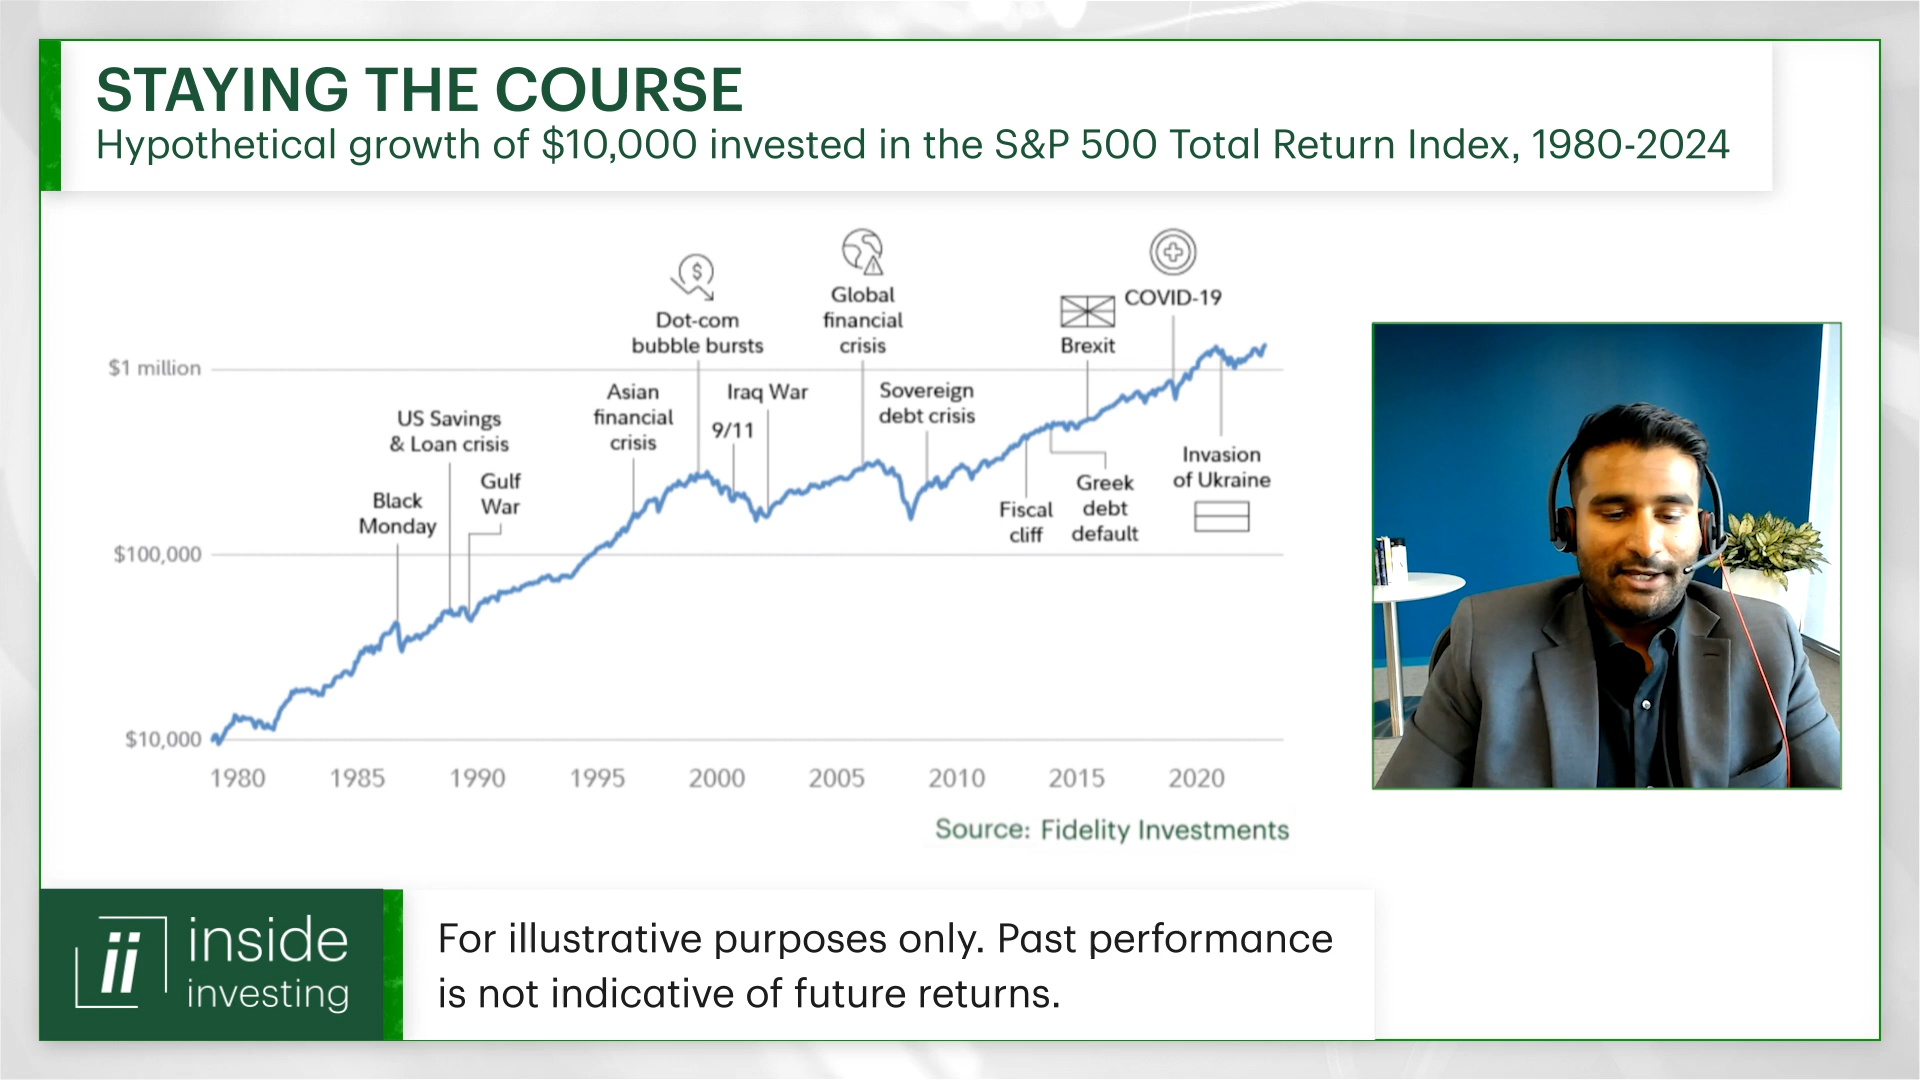 STAYING THE COURSE
Hypothetical growth of $10,000 invested in the S&P 500 Total Return Index, 1980-2024
Dot-com
bubble bursts
Global
financial
crisis
Brexit
COVID-19
$1 million
US Savings
& Loan crisis
Asian
financial
crisis
Iraq War
9/11
Sovereign
debt crisis
Black
Monday
Gulf
War
Fiscal
cliff
Greek
debt
default
Invasion
of Ukraine
$100,000
$10,000
1980 1985 1990 1995 2000 2005 2010 2015 2020
Source: Fidelity Investments
ii inside
investing
For illustrative purposes only. Past performance
is not indicative of future returns.